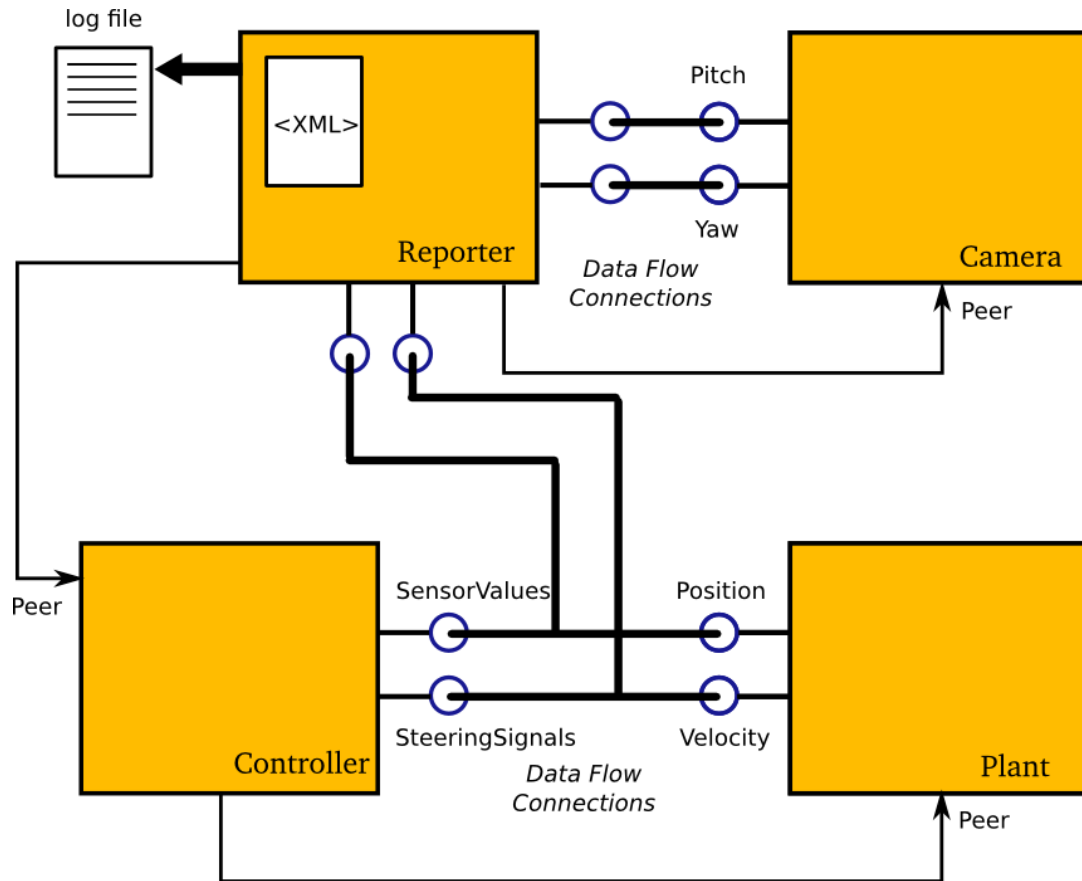 log file
<XML>
Reporter
Pitch
Yaw
Data Flow
Connections
Camera
Peer
Peer
SensorValues
Position
SteeringSignals
Velocity
Controller
Data Flow
Connections
Plant
Peer